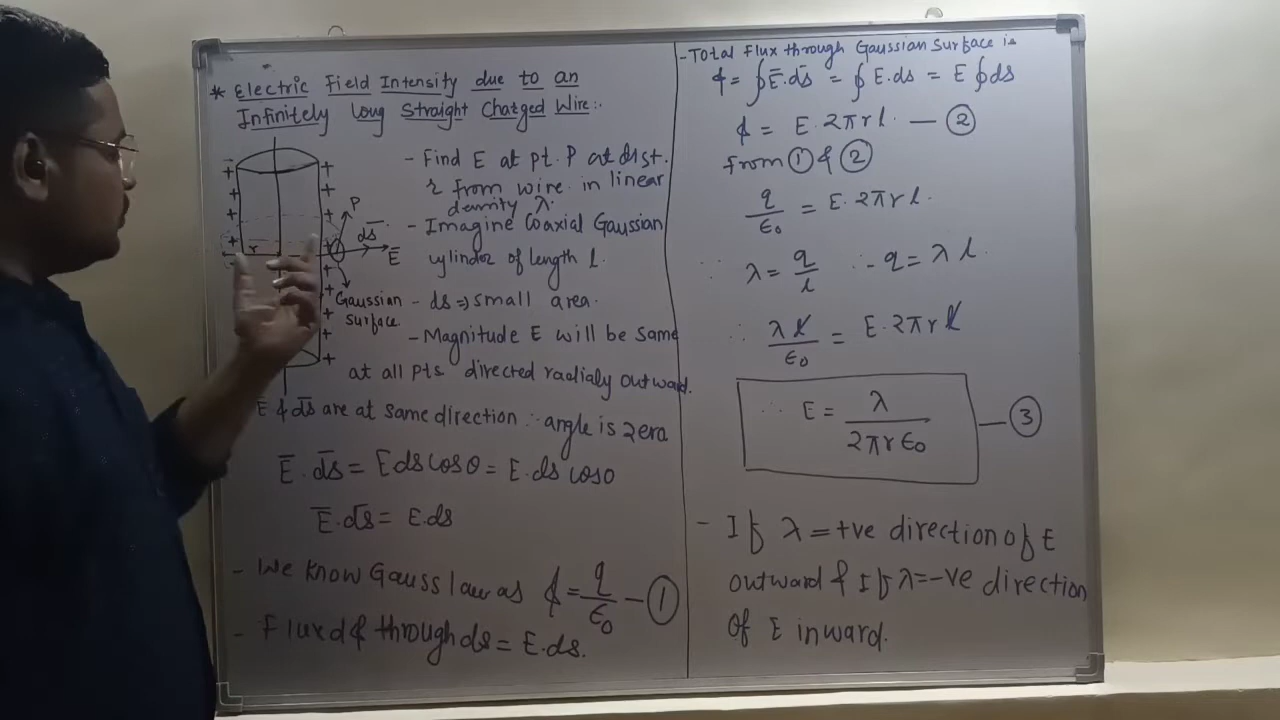 * Electric Field Intensity due to an
Infinitely Long Straight Charged Wire:.
- Find E at pt. P at dist.
r from wire in linear
density λ.
- Imagine Coaxial Gaussian
cylinder of length l.
- ds ⇒ small area.
- Magnitude E will be same
at all pts. directed radialy outward.
P
ds
E
r
Gaussian
surface
E & ds are at same direction ∴ angle is zero
E̅.d̅s̅ = E ds cosθ = E.ds cos0
E̅.d̅s̅ = E.ds
- We know Gauss law as ϕ = q/ε0 — ①
- Flux dϕ through ds = E.ds.
- Total Flux through Gaussian Surface is
ϕ = ∮E̅.d̅s̅ = ∮E.ds = E∮ds
ϕ = E.2πrl. — ②
from ① & ②
q/ε0 = E.2πrl.
∵ λ = q/l ∴ q = λl.
∴ λl/ε0 = E.2πrl
∴ E = λ/2πrε0 — ③
- If λ = +ve direction of E
outward & If λ = -ve direction
of E inward.